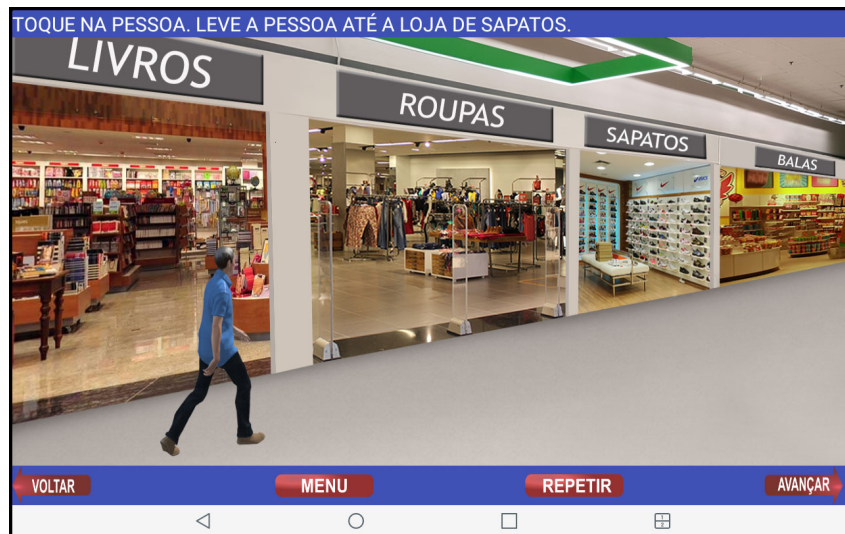 TOQUE NA PESSOA. LEVE A PESSOA ATÉ A LOJA DE SAPATOS.
LIVROS
ROUPAS
SAPATOS
BALAS
VOLTAR
MENU
REPETIR
AVANÇAR